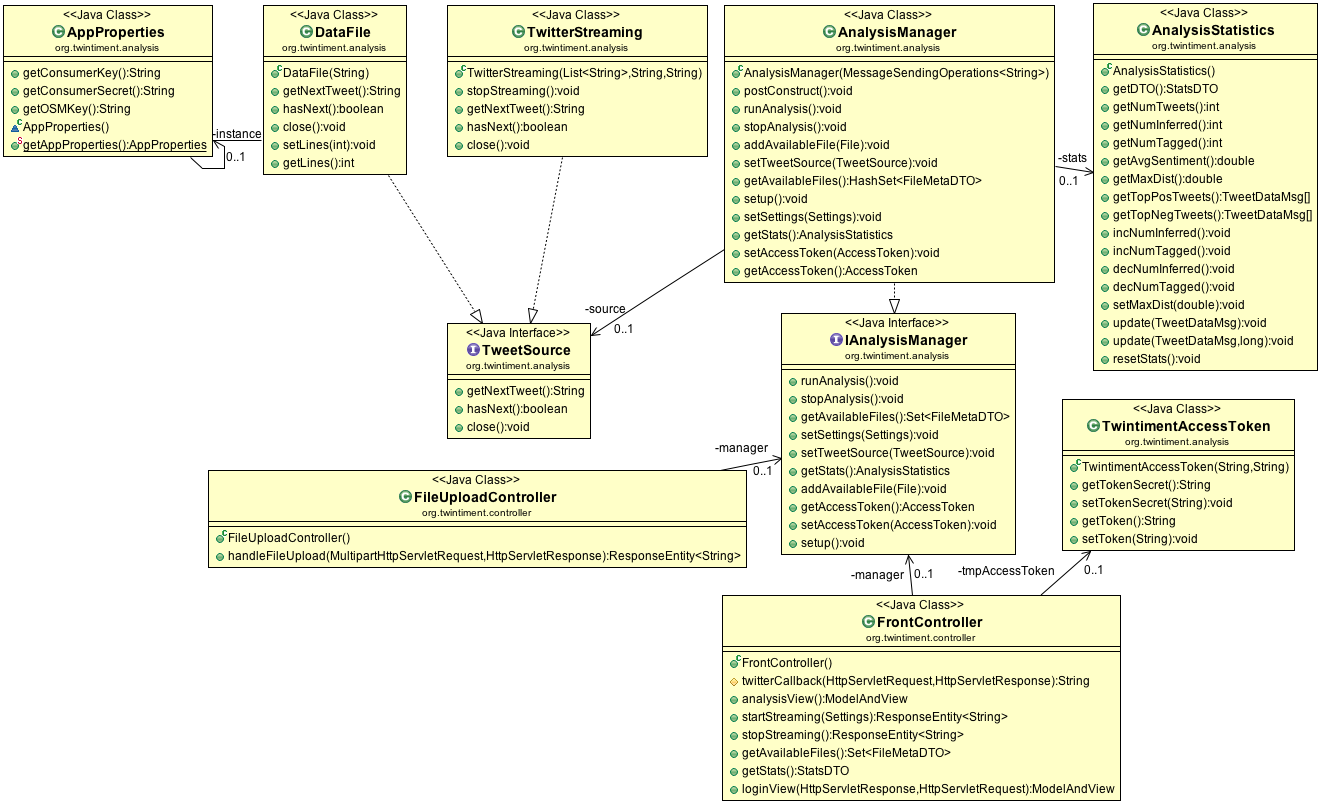 <<Java Class>>
AppProperties
org.twintiment.analysis
getConsumerKey():String
getConsumerSecret():String
getOSMKey():String
AppProperties()
getAppProperties():AppProperties
-instance
0..1
<<Java Class>>
DataFile
org.twintiment.analysis
DataFile(String)
getNextTweet():String
hasNext():boolean
close():void
setLines(int):void
getLines():int
<<Java Class>>
TwitterStreaming
org.twintiment.analysis
TwitterStreaming(List<String>,String,String)
stopStreaming():void
getNextTweet():String
hasNext():boolean
close():void
<<Java Class>>
AnalysisManager
org.twintiment.analysis
AnalysisManager(MessageSendingOperations<String>)
postConstruct():void
runAnalysis():void
stopAnalysis():void
addAvailableFile(File):void
setTweetSource(TweetSource):void
getAvailableFiles():HashSet<FileMetaDTO>
setup():void
setSettings(Settings):void
getStats():AnalysisStatistics
setAccessToken(AccessToken):void
getAccessToken():AccessToken
-stats
0..1
<<Java Class>>
AnalysisStatistics
org.twintiment.analysis
AnalysisStatistics()
getDTO():StatsDTO
getNumTweets():int
getNumInferred():int
getNumTagged():int
getAvgSentiment():double
getMaxDist():double
getTopPosTweets():TweetDataMsg[]
getTopNegTweets():TweetDataMsg[]
incNumInferred():void
incNumTagged():void
decNumInferred():void
decNumTagged():void
setMaxDist(double):void
update(TweetDataMsg):void
update(TweetDataMsg,long):void
resetStats():void
-source
0..1
<<Java Interface>>
TweetSource
org.twintiment.analysis
getNextTweet():String
hasNext():boolean
close():void
<<Java Interface>>
IAnalysisManager
org.twintiment.analysis
runAnalysis():void
stopAnalysis():void
getAvailableFiles():Set<FileMetaDTO>
setSettings(Settings):void
setTweetSource(TweetSource):void
getStats():AnalysisStatistics
addAvailableFile(File):void
getAccessToken():AccessToken
setAccessToken(AccessToken):void
setup():void
<<Java Class>>
TwintimentAccessToken
org.twintiment.analysis
TwintimentAccessToken(String,String)
getTokenSecret():String
setTokenSecret(String):void
getToken():String
setToken(String):void
-manager
0..1
<<Java Class>>
FileUploadController
org.twintiment.controller
FileUploadController()
handleFileUpload(MultipartHttpServletRequest,HttpServletResponse):ResponseEntity<String>
-manager
0..1
-tmpAccessToken
0..1
<<Java Class>>
FrontController
org.twintiment.controller
FrontController()
twitterCallback(HttpServletRequest,HttpServletResponse):String
analysisView():ModelAndView
startStreaming(Settings):ResponseEntity<String>
stopStreaming():ResponseEntity<String>
getAvailableFiles():Set<FileMetaDTO>
getStats():StatsDTO
loginView(HttpServletResponse,HttpServletRequest):ModelAndView